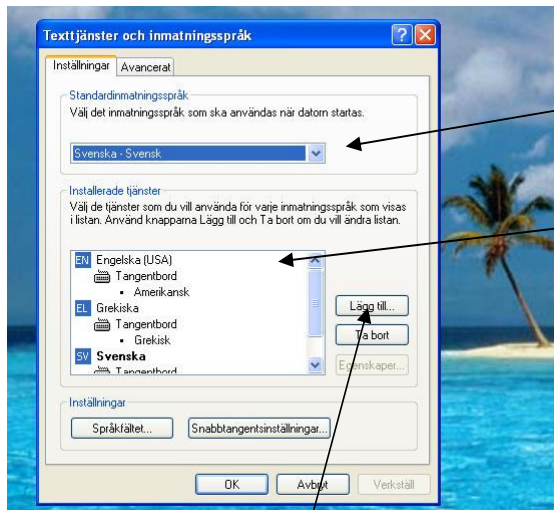 Texttjänster och inmatningsspråk
Inställningar Avancerat
Standardinmatningsspråk
Välj det inmatningsspråk som ska användas när datorn startas.
Svenska - Svensk
Installerade tjänster
Välj de tjänster som du vill använda för varje inmatningsspråk som visas
i listan. Använd knapparna Lägg till och Ta bort om du vill ändra listan.
EN Engelska (USA)
Tangentbord
• Amerikansk
EL Grekiska
Tangentbord
• Grekisk
SV Svenska
Tangentbord
Lägg till...
Ta bort
Egenskaper...
Inställningar
Språkfältet... Snabbtangentsinställningar...
OK Avbryt Verkställ